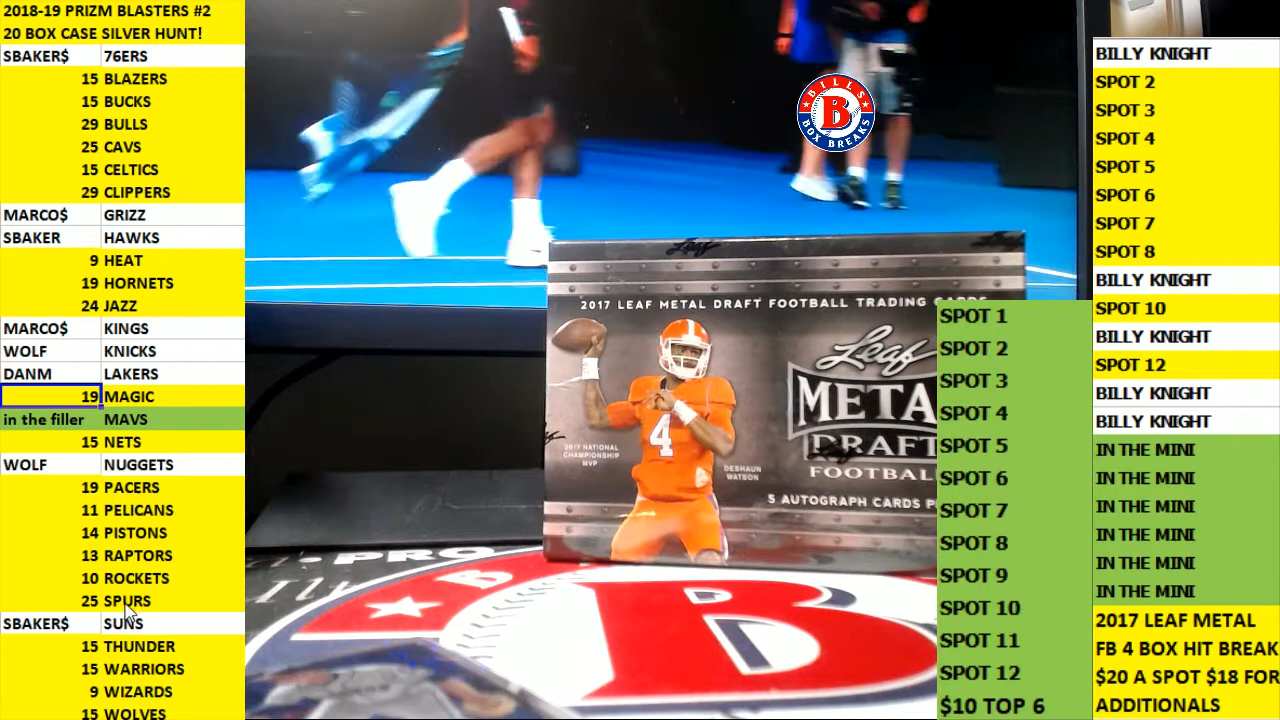 2018-19 PRIZM BLASTERS #2
20 BOX CASE SILVER HUNT!
SBAKER$ 76ERS
15 BLAZERS
15 BUCKS
29 BULLS
25 CAVS
15 CELTICS
29 CLIPPERS
MARCO$ GRIZZ
SBAKER HAWKS
9 HEAT
19 HORNETS
24 JAZZ
MARCO$ KINGS
WOLF KNICKS
DANM LAKERS
19 MAGIC
in the filler MAVS
15 NETS
WOLF NUGGETS
19 PACERS
11 PELICANS
14 PISTONS
13 RAPTORS
10 ROCKETS
25 SPURS
SBAKER$ SUNS
15 THUNDER
15 WARRIORS
9 WIZARDS
15 WOLVES
BILLS
B
BOX BREAKS
Leaf
2017 LEAF METAL DRAFT FOOTBALL TRADING CARDS
Leaf
META
DRAFT
FOOTBAL
4
2017 NATIONAL
CHAMPIONSHIP
MVP
DESHAUN
WATSON
5 AUTOGRAPH CARDS P
PRO
B
B
SPOT 1
SPOT 2
SPOT 3
SPOT 4
SPOT 5
SPOT 6
SPOT 7
SPOT 8
SPOT 9
SPOT 10
SPOT 11
SPOT 12
$10 TOP 6
BILLY KNIGHT
SPOT 2
SPOT 3
SPOT 4
SPOT 5
SPOT 6
SPOT 7
SPOT 8
BILLY KNIGHT
SPOT 10
BILLY KNIGHT
SPOT 12
BILLY KNIGHT
BILLY KNIGHT
IN THE MINI
IN THE MINI
IN THE MINI
IN THE MINI
IN THE MINI
IN THE MINI
2017 LEAF METAL
FB 4 BOX HIT BREAK
$20 A SPOT $18 FOR
ADDITIONALS